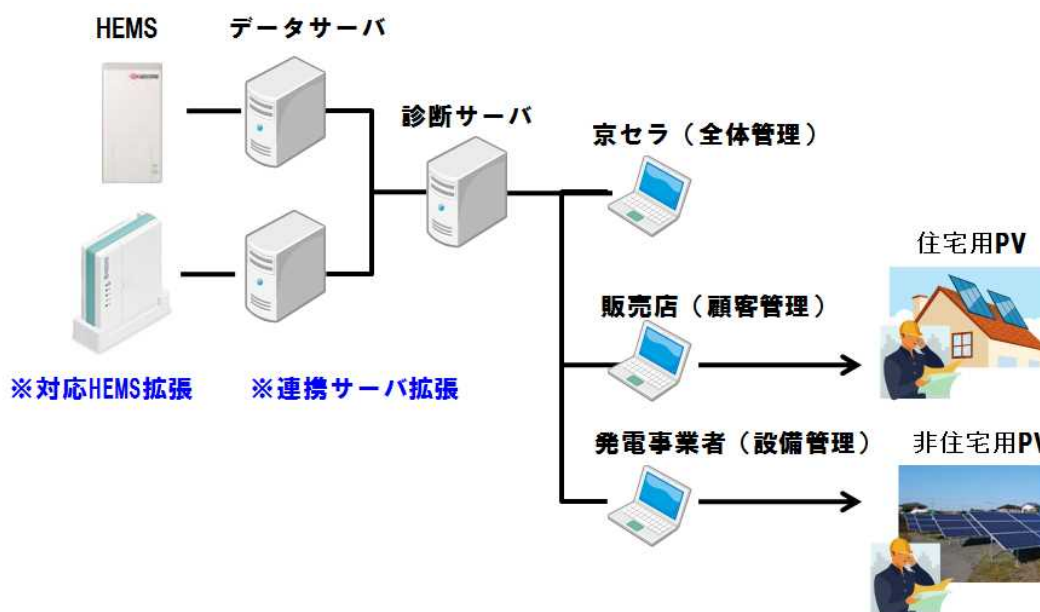 HEMS
データサーバ
診断サーバ
京セラ（全体管理）
住宅用PV
販売店（顧客管理）
※対応HEMS拡張
※連携サーバ拡張
発電事業者（設備管理）
非住宅用PV